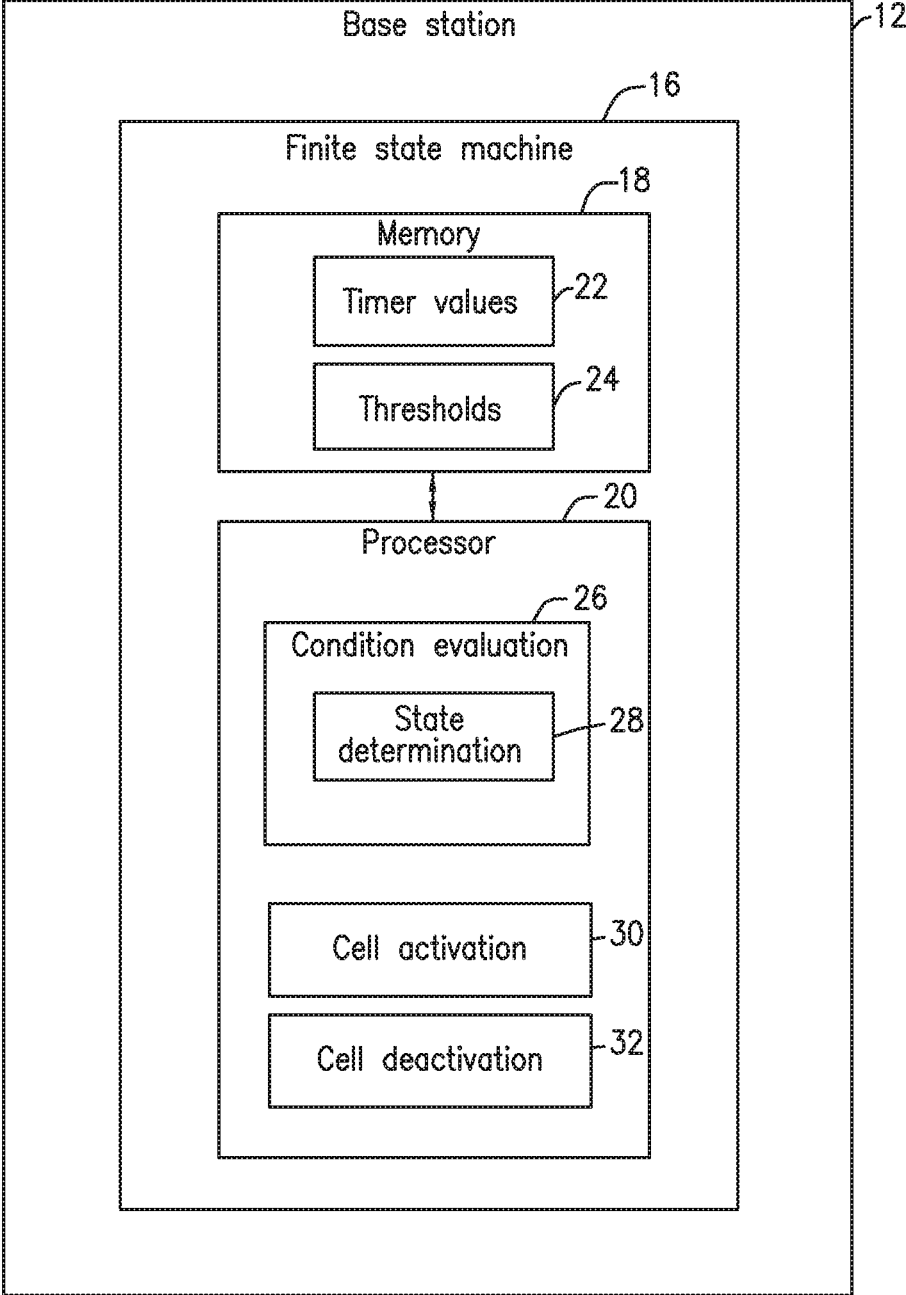 Base station
12
16
Finite state machine
18
Memory
Timer values
22
Thresholds
24
20
Processor
26
Condition evaluation
State
determination
28
Cell activation
30
Cell deactivation
32